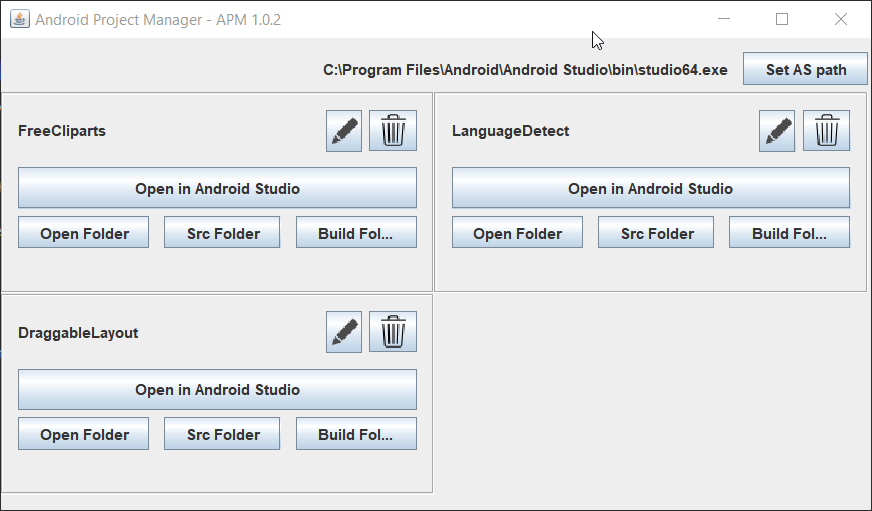 Android Project Manager - APM 1.0.2
C:\Program Files\Android\Android Studio\bin\studio64.exe Set AS path
FreeCliparts
Open in Android Studio
Open Folder Src Folder Build Fol...
LanguageDetect
Open in Android Studio
Open Folder Src Folder Build Fol...
DraggableLayout
Open in Android Studio
Open Folder Src Folder Build Fol...